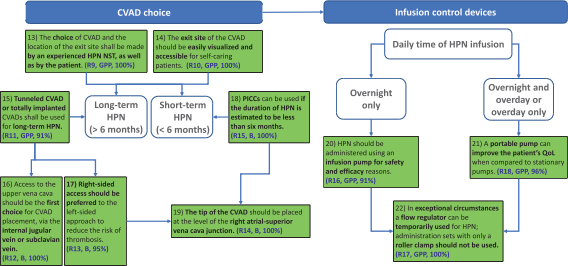 CVAD choice
Infusion control devices
13) The choice of CVAD and the
location of the exit site shall be made
by an experienced HPN NST, as well
as by the patient. (R9, GPP, 100%)
14) The exit site of the CVAD
should be easily visualized and
accessible for self-caring
patients. (R10, GPP, 100%)
Daily time of HPN infusion
15) Tunneled CVAD
or totally implanted
CVADs shall be used
for long-term HPN.
(R11, GPP, 91%)
Long-term
HPN
(> 6 months)
Short-term
HPN
(< 6 months)
18) PICCs can be used if
the duration of HPN is
estimated to be less
than six months.
(R15, B, 100%)
Overnight
only
Overnight and
overday or
overday only
20) HPN should be
administered using an
infusion pump for safety
and efficacy reasons.
(R16, GPP, 91%)
21) A portable pump can
improve the patient's QoL
when compared to stationary
pumps. (R18, GPP, 96%)
16) Access to the
upper vena cava
should be the first
choice for CVAD
placement, via the
internal jugular
vein or subclavian
vein.
(R12, B, 100%)
17) Right-sided
access should be
preferred to the
left-sided
approach to
reduce the risk of
thrombosis.
(R13, B, 95%)
19) The tip of the CVAD should be placed
at the level of the right atrial-superior
vena cava junction. (R14, B, 100%)
22) In exceptional circumstances
a flow regulator can be
temporarily used for HPN;
administration sets with only a
roller clamp should not be used.
(R17, GPP, 100%)